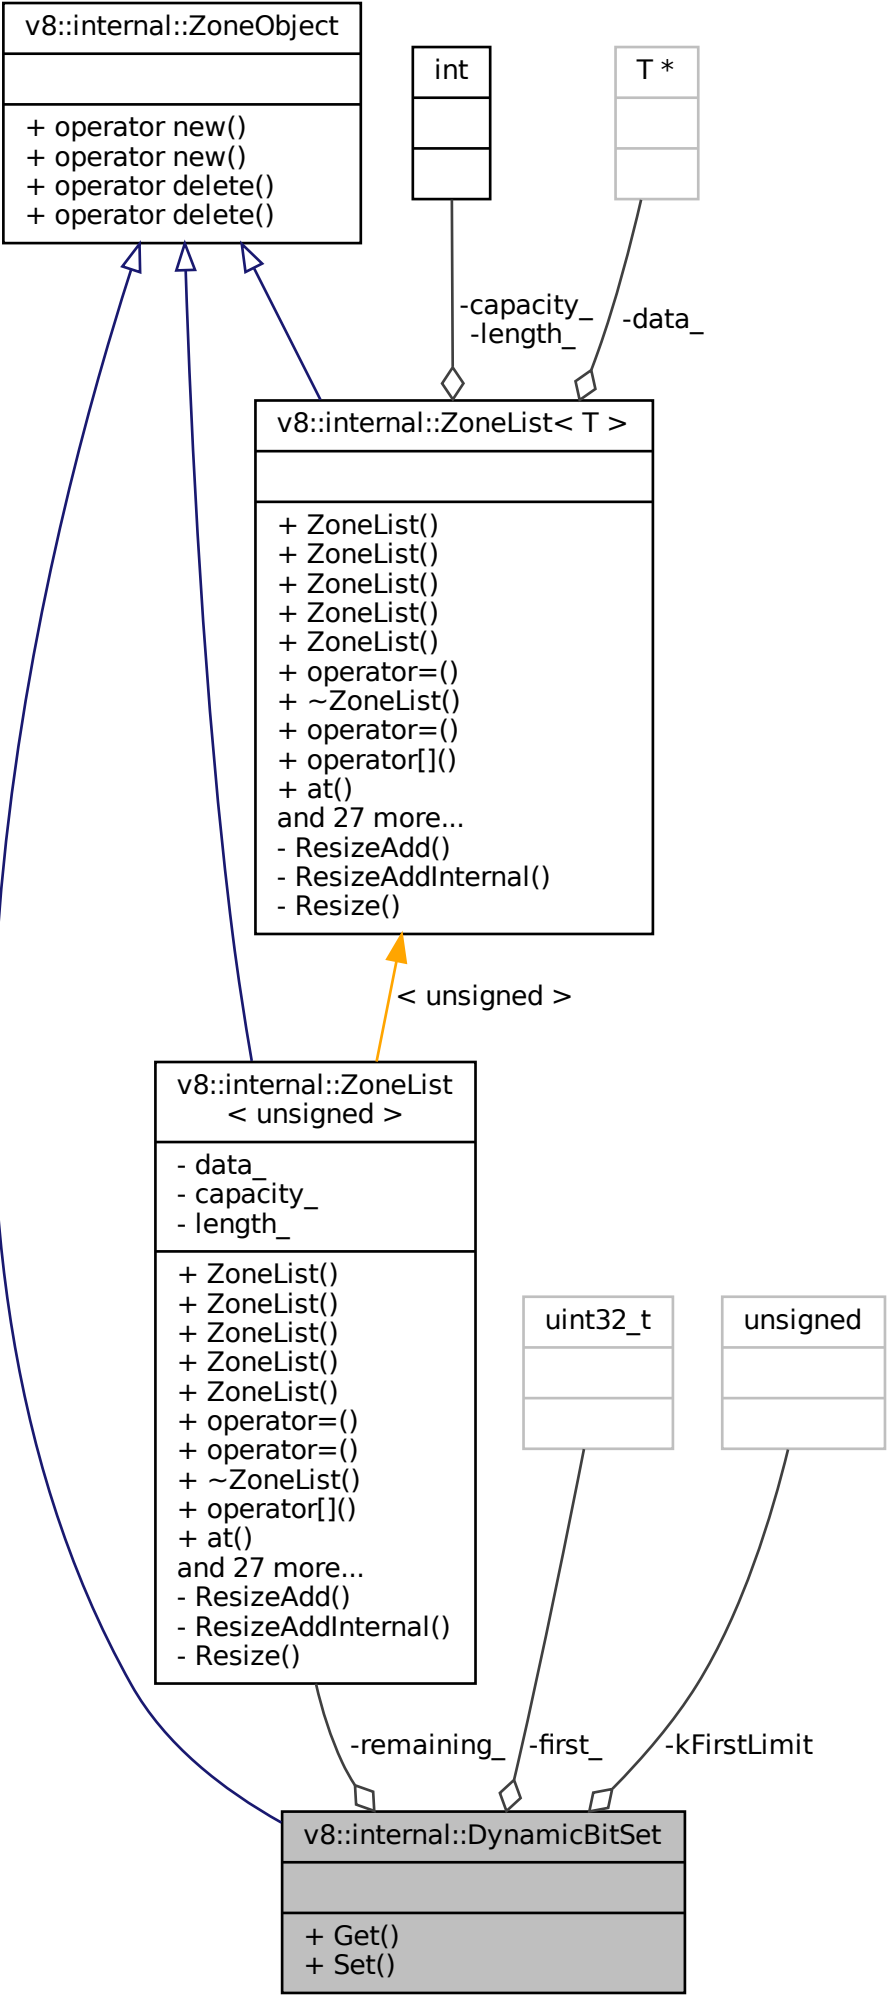 v8::internal::ZoneObject
+ operator new()
+ operator new()
+ operator delete()
+ operator delete()
int
T *
-capacity_
-length_
-data_
v8::internal::ZoneList< T >
+ ZoneList()
+ ZoneList()
+ ZoneList()
+ ZoneList()
+ ZoneList()
+ operator=()
+ ~ZoneList()
+ operator=()
+ operator[]()
+ at()
and 27 more...
- ResizeAdd()
- ResizeAddInternal()
- Resize()
< unsigned >
v8::internal::ZoneList
< unsigned >
- data_
- capacity_
- length_
+ ZoneList()
+ ZoneList()
+ ZoneList()
+ ZoneList()
+ ZoneList()
+ operator=()
+ operator=()
+ ~ZoneList()
+ operator[]()
+ at()
and 27 more...
- ResizeAdd()
- ResizeAddInternal()
- Resize()
uint32_t
unsigned
-remaining_
-first_
-kFirstLimit
v8::internal::DynamicBitSet
+ Get()
+ Set()